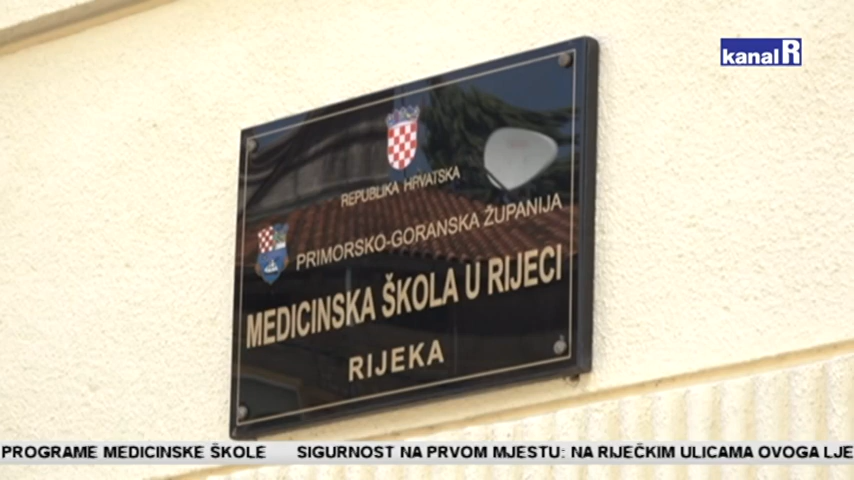 kanal R
REPUBLIKA HRVATSKA
PRIMORSKO-GORANSKA ŽUPANIJA
MEDICINSKA ŠKOLA U RIJECI
RIJEKA
PROGRAME MEDICINSKE ŠKOLE SIGURNOST NA PRVOM MJESTU: NA RIJEČKIM ULICAMA OVOGA LJE